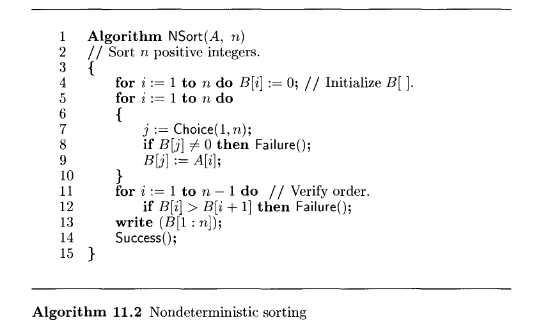 1 Algorithm NSort(A, n)
2 // Sort n positive integers.
3 {
4 for i := 1 to n do B[i] := 0; // Initialize B[ ].
5 for i := 1 to n do
6 {
7 j := Choice(1, n);
8 if B[j] ≠ 0 then Failure();
9 B[j] := A[i];
10 }
11 for i := 1 to n − 1 do // Verify order.
12 if B[i] > B[i + 1] then Failure();
13 write (B[1 : n]);
14 Success();
15 }
Algorithm 11.2 Nondeterministic sorting